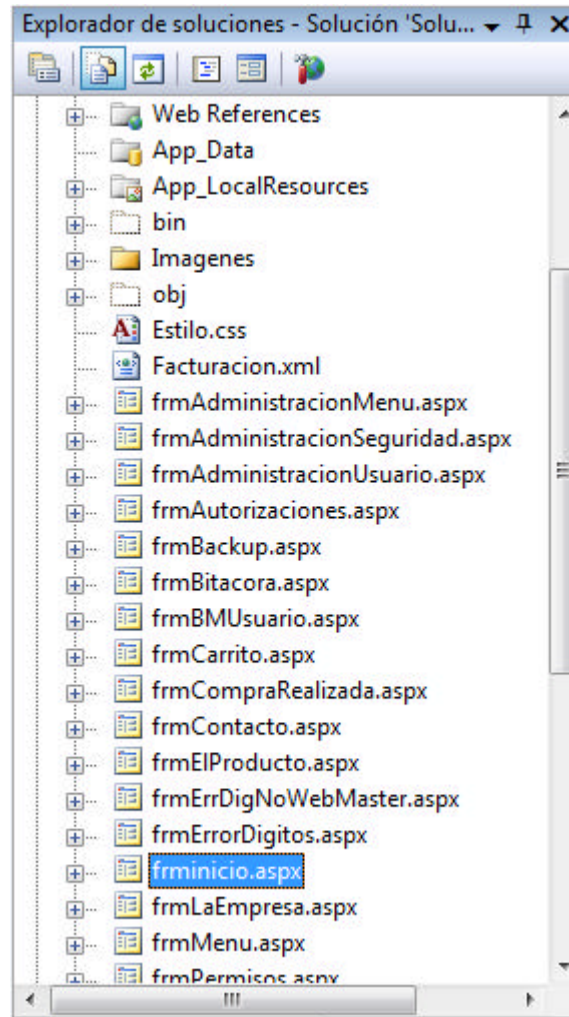 Explorador de soluciones - Solución 'Solu...
Web References
App_Data
App_LocalResources
bin
Imagenes
obj
Estilo.css
Facturacion.xml
frmAdministracionMenu.aspx
frmAdministracionSeguridad.aspx
frmAdministracionUsuario.aspx
frmAutorizaciones.aspx
frmBackup.aspx
frmBitacora.aspx
frmBMUsuario.aspx
frmCarrito.aspx
frmCompraRealizada.aspx
frmContacto.aspx
frmElProducto.aspx
frmErrDigNoWebMaster.aspx
frmErrorDigitos.aspx
frminicio.aspx
frmLaEmpresa.aspx
frmMenu.aspx
frmPermisos.aspx